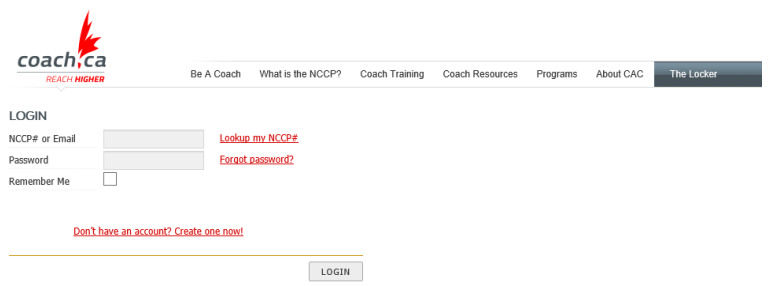 coach.ca
REACH HIGHER
Be A Coach What is the NCCP? Coach Training Coach Resources Programs About CAC The Locker
LOGIN
NCCP# or Email Lookup my NCCP#
Password Forgot password?
Remember Me
Don't have an account? Create one now!
LOGIN